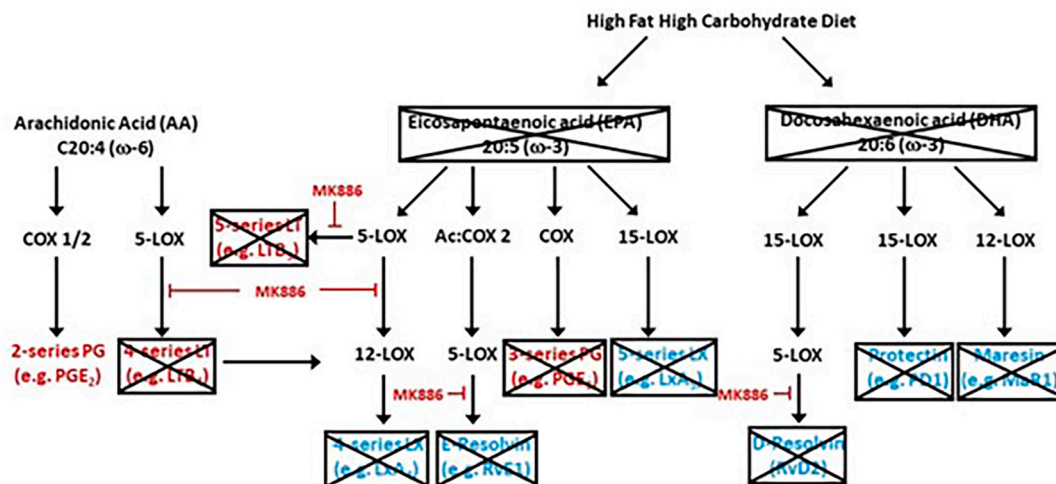 High Fat High Carbohydrate Diet
Arachidonic Acid (AA)
C20:4 (ω-6)
Eicosapentaenoic acid (EPA)
20:5 (ω-3)
Docosahexaenoic acid (DHA)
20:6 (ω-3)
MK886
COX 1/2
5-LOX
5-series LT
(e.g. LTB₅)
5-LOX
Ac:COX 2
COX
15-LOX
15-LOX
15-LOX
12-LOX
MK886
2-series PG
(e.g. PGE₂)
4-series LT
(e.g. LTB₄)
12-LOX
5-LOX
3-series PG
(e.g. PGE₃)
5-series LX
(e.g. LxA₅)
5-LOX
Protectin
(e.g. PD1)
Maresin
(e.g. MaR1)
MK886
MK886
4-series LX
(e.g. LxA₄)
E-Resolvin
(e.g. RvE1)
D-Resolvin
(RvD2)